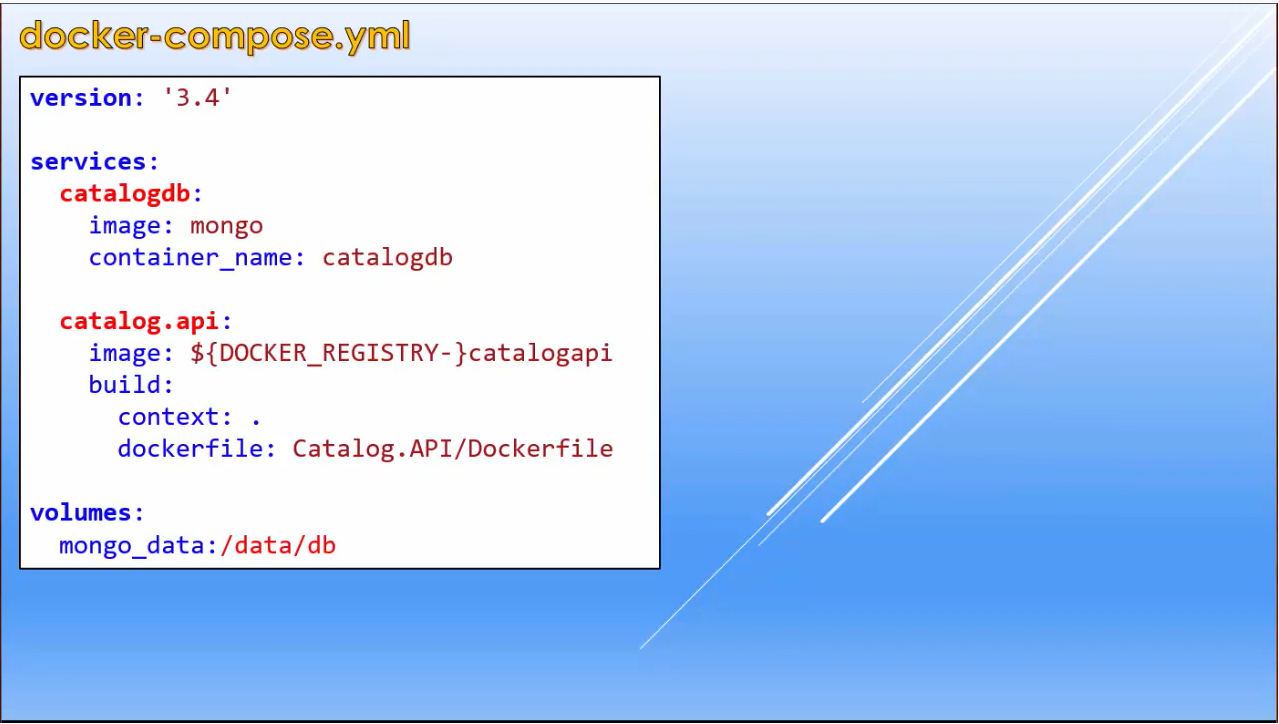 docker-compose.yml
version: '3.4'
services:
  catalogdb:
    image: mongo
    container_name: catalogdb
  catalog.api:
    image: ${DOCKER_REGISTRY-}catalogapi
    build:
      context: .
      dockerfile: Catalog.API/Dockerfile
volumes:
  mongo_data:/data/db